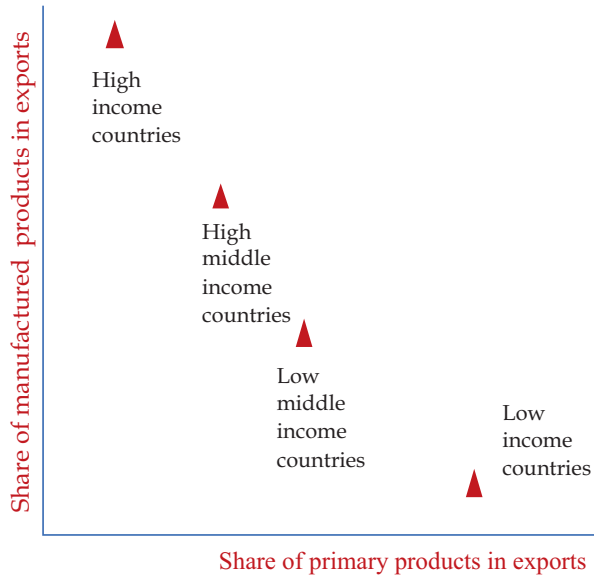 Share of manufactured products in exports
High
income
countries
High
middle
income
countries
Low
middle
income
countries
Low
income
countries
Share of primary products in exports